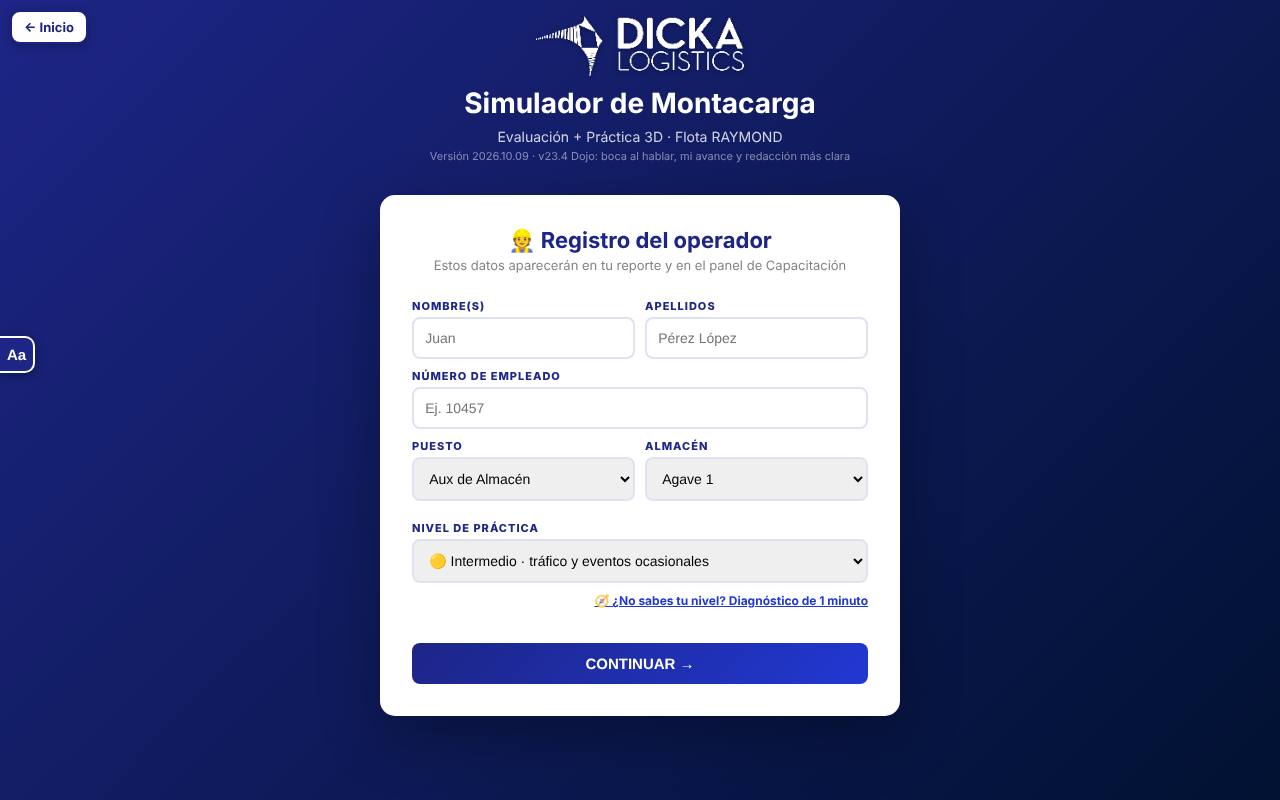 ← Inicio
DICKA
LOGISTICS
Simulador de Montacarga
Evaluación + Práctica 3D · Flota RAYMOND
Versión 2026.10.09 · v23.4 Dojo: boca al hablar, mi avance y redacción más clara
Registro del operador
Estos datos aparecerán en tu reporte y en el panel de Capacitación
NOMBRE(S) APELLIDOS
Juan Pérez López
Aa
NÚMERO DE EMPLEADO
Ej. 10457
PUESTO ALMACÉN
Aux de Almacén Agave 1
NIVEL DE PRÁCTICA
Intermedio · tráfico y eventos ocasionales
¿No sabes tu nivel? Diagnóstico de 1 minuto
CONTINUAR →